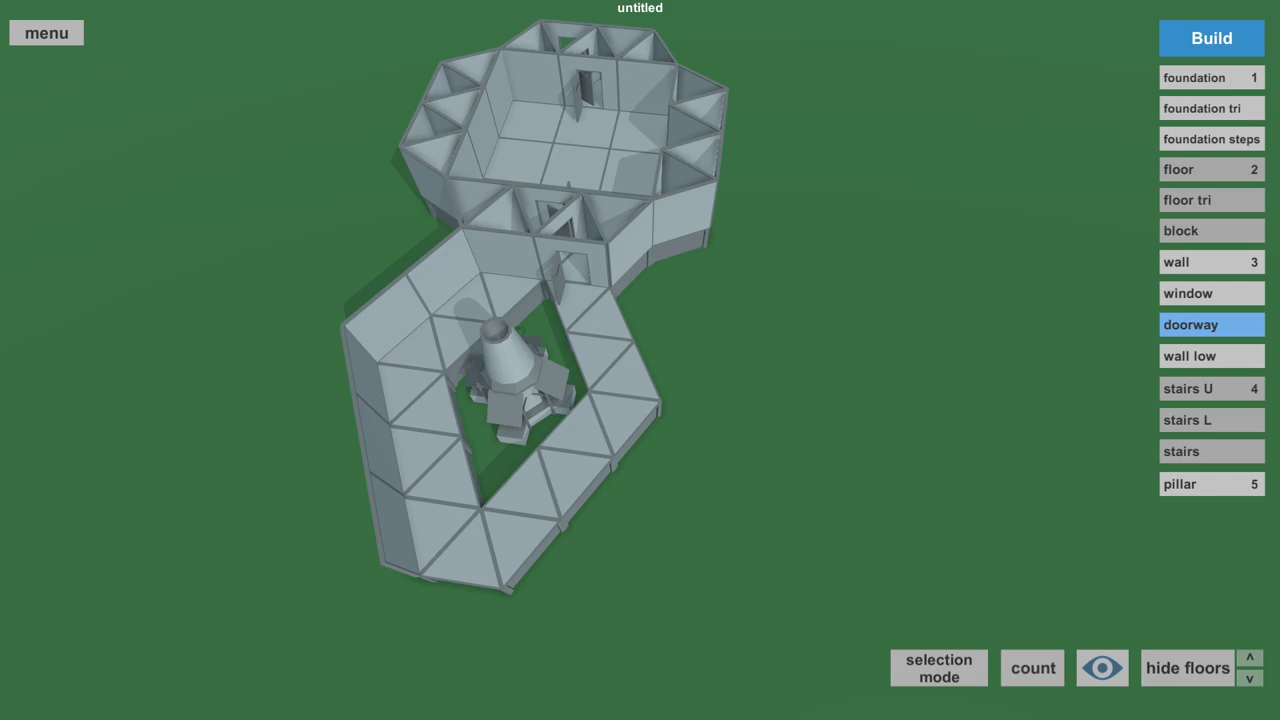 untitled
menu
Build
foundation 1
foundation tri
foundation steps
floor 2
floor tri
block
wall 3
window
doorway
wall low
stairs U 4
stairs L
stairs
pillar 5
selection
mode
count
hide floors
^
v